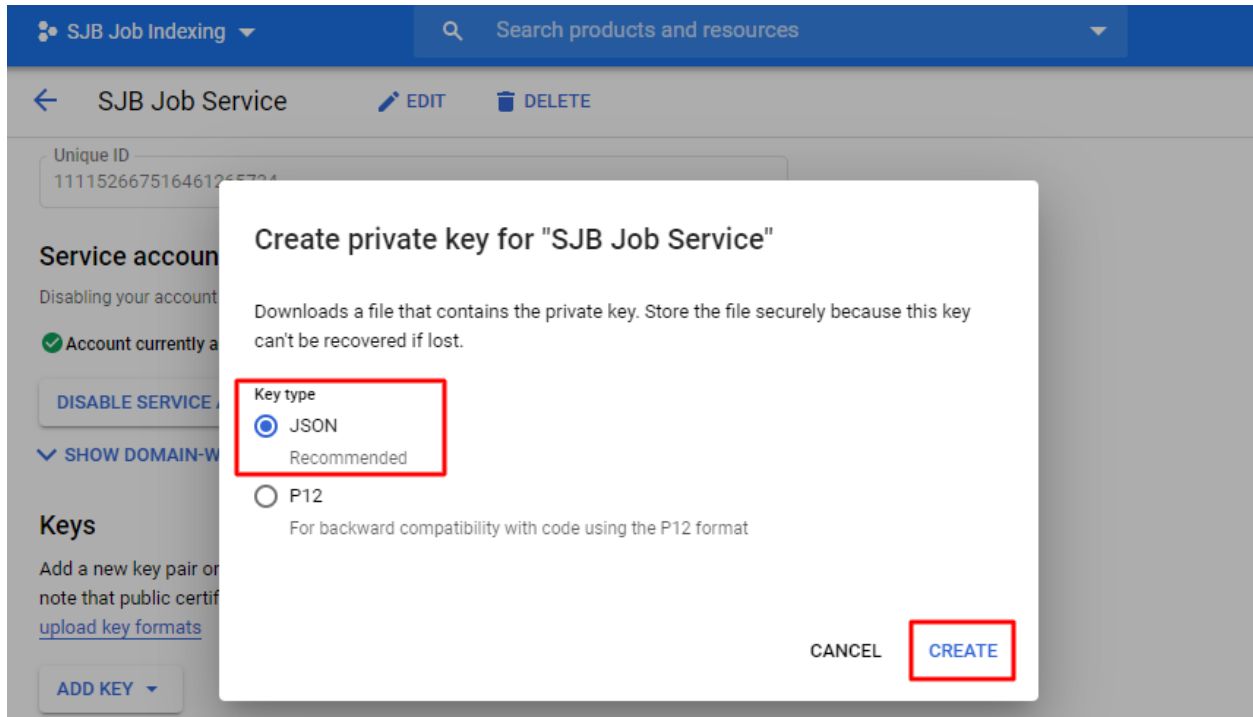 SJB Job Indexing
Search products and resources
SJB Job Service
EDIT
DELETE
Unique ID
Service
Disabling your account
Account currently
DISABLE SERVICE
SHOW
Keys
Add a new key pair or
note that public
upload key formats
ADD KEY
Create private key for "SJB Job Service"
Downloads a file that contains the private key. Store the file securely because this key
can't be recovered if lost.
Key type
JSON
Recommended
P12
For backward compatibility with code using the P12 format
CANCEL
CREATE